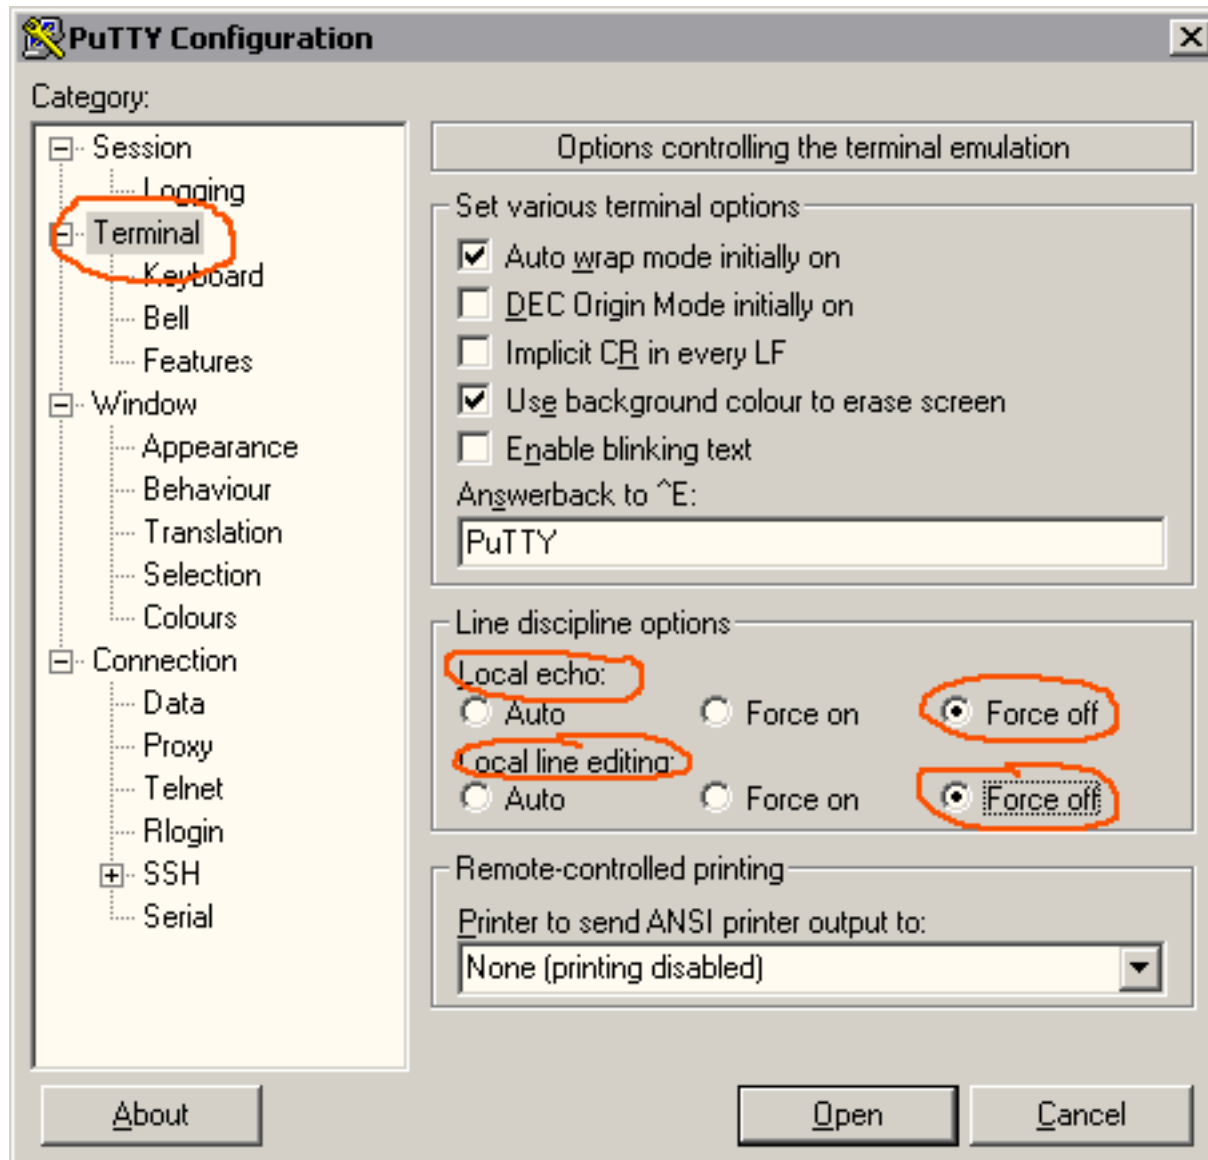 PuTTY Configuration
Category:
Session
Logging
Terminal
Keyboard
Bell
Features
Window
Appearance
Behaviour
Translation
Selection
Colours
Connection
Data
Proxy
Telnet
Rlogin
SSH
Serial
Options controlling the terminal emulation
Set various terminal options
Auto wrap mode initially on
DEC Origin Mode initially on
Implicit CR in every LF
Use background colour to erase screen
Enable blinking text
Answerback to ^E:
PuTTY
Line discipline options
Local echo:
Auto Force on Force off
Local line editing:
Auto Force on Force off
Remote-controlled printing
Printer to send ANSI printer output to:
None (printing disabled)
About Open Cancel